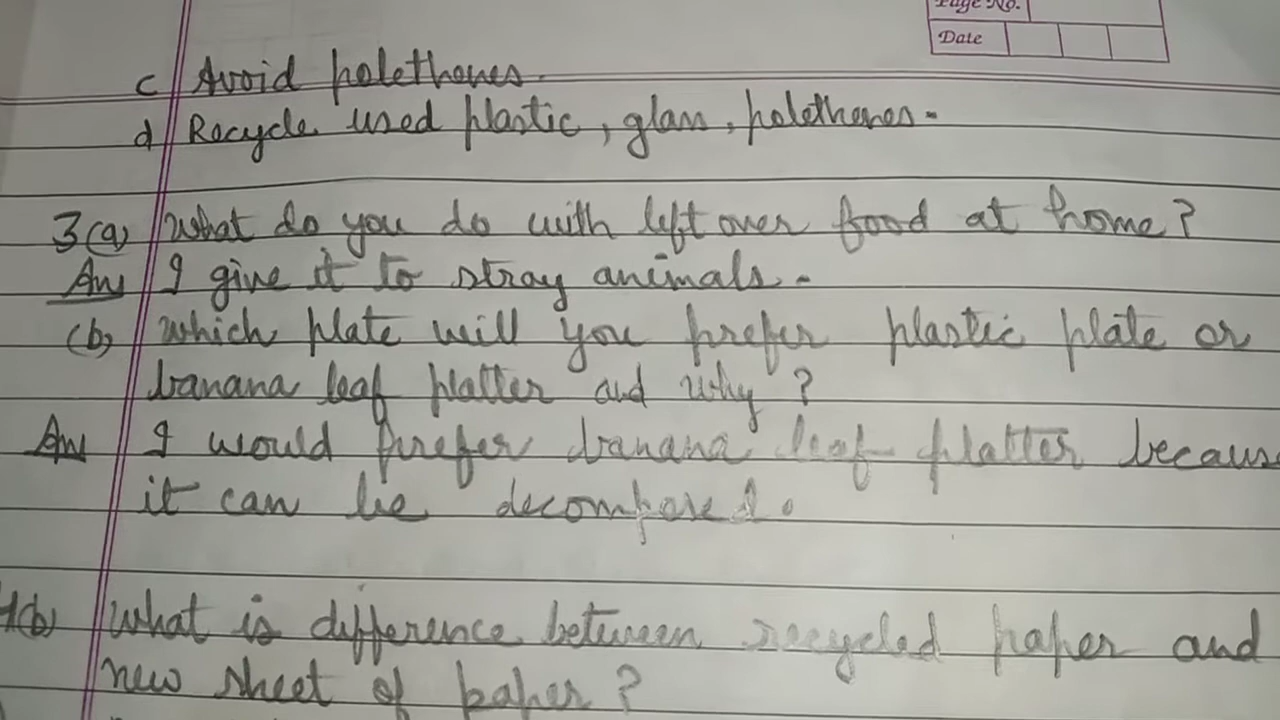 Page No.
Date
c Avoid polethenes.
d Recycle used plastic, glass, polethenes.
3(a) What do you do with left over food at home?
Ans I give it to stray animals.
(b) which plate will you prefer plastic plate or
banana leaf platter and why?
Ans I would prefer banana leaf platter because
it can be decomposed.
4(b) What is difference between recycled paper and
new sheet of paper?